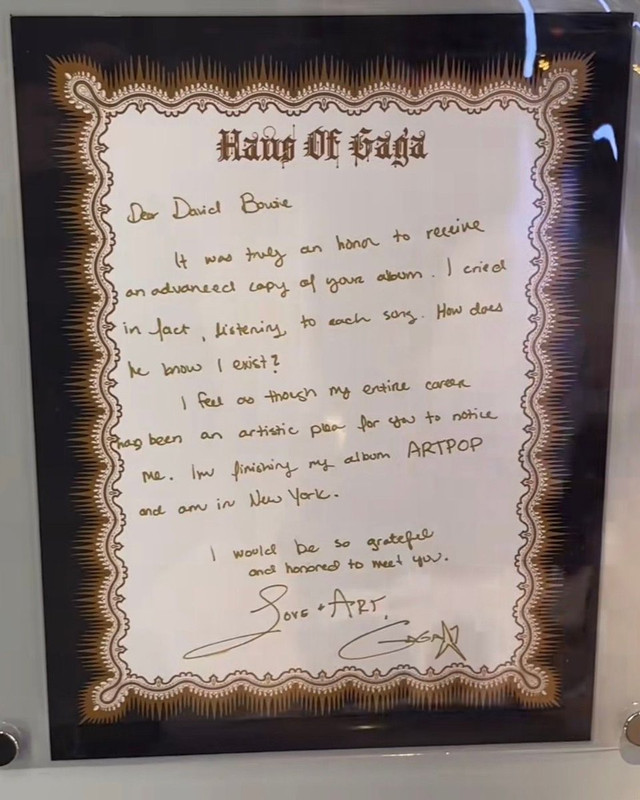 Haus Of Gaga
Dear David Bowie
It was truly an honor to receive
an advanced copy of your album. I cried
in fact, listening to each song. How does
he know I exist?
I feel as though my entire career
has been an artistic plea for you to notice
me. Im finishing my album ARTPOP
and am in New York.
I would be so grateful
and honored to meet you.
Love + ART,
GAGA